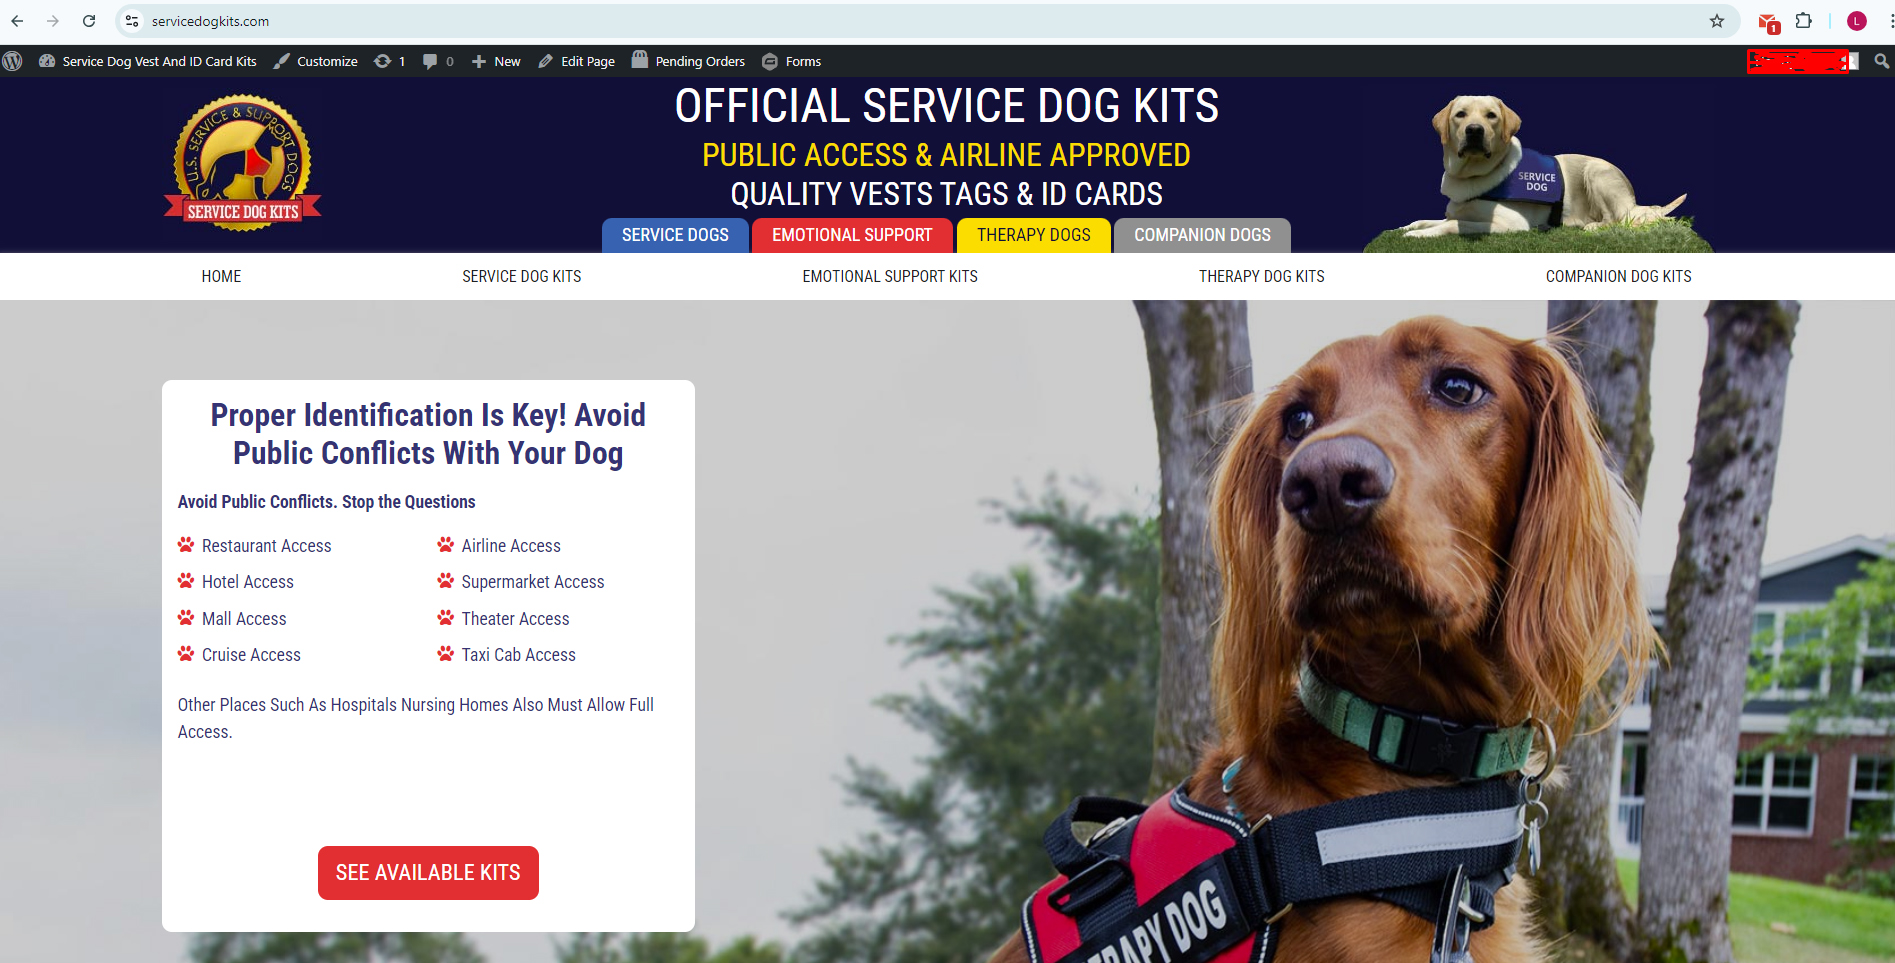 servicedogkits.com
L
1
Service Dog Vest And ID Card Kits
Customize
1
0
New
Edit Page
Pending Orders
Forms
U.S. SERVICE & SUPPORT DOGS
SERVICE DOG KITS
OFFICIAL SERVICE DOG KITS
PUBLIC ACCESS & AIRLINE APPROVED
QUALITY VESTS TAGS & ID CARDS
SERVICE DOGS
EMOTIONAL SUPPORT
THERAPY DOGS
COMPANION DOGS
SERVICE
DOG
HOME
SERVICE DOG KITS
EMOTIONAL SUPPORT KITS
THERAPY DOG KITS
COMPANION DOG KITS
Proper Identification Is Key! Avoid
Public Conflicts With Your Dog
Avoid Public Conflicts. Stop the Questions
Restaurant Access
Airline Access
Hotel Access
Supermarket Access
Mall Access
Theater Access
Cruise Access
Taxi Cab Access
Other Places Such As Hospitals Nursing Homes Also Must Allow Full
Access.
SEE AVAILABLE KITS
ERAPY DOG